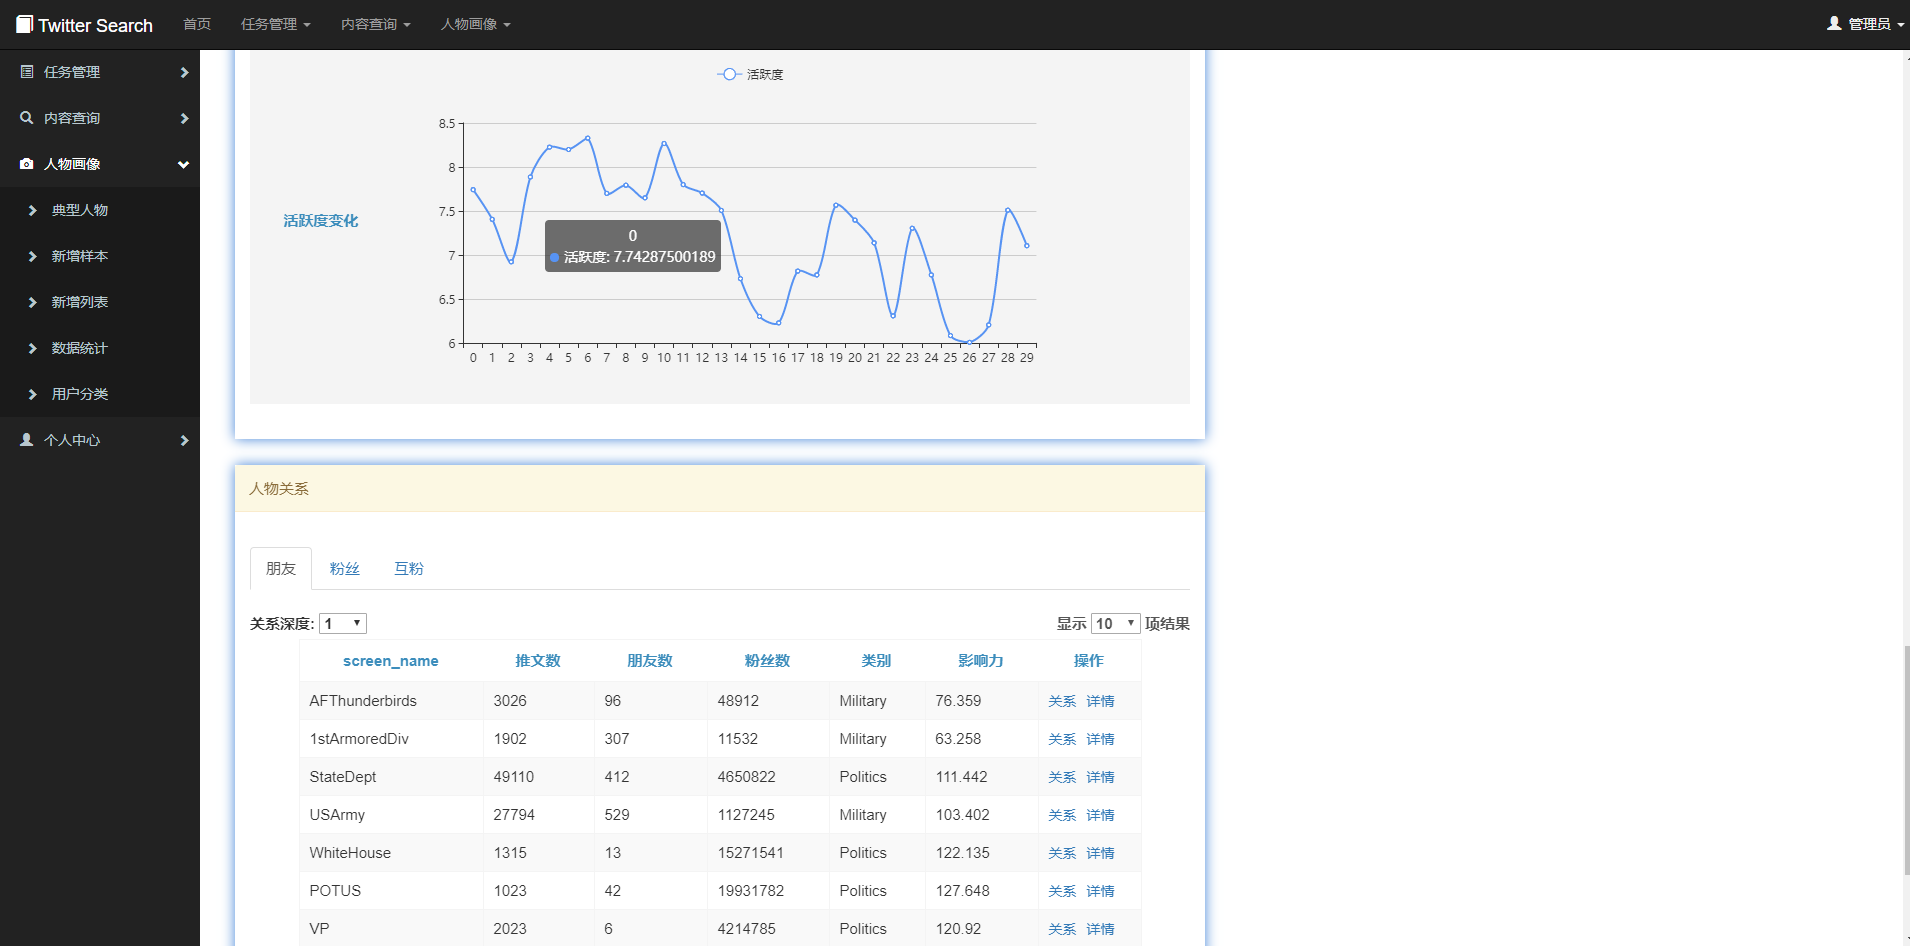 Twitter Search 首页 任务管理 内容查询 人物画像 管理员
任务管理
内容查询
人物画像
典型人物
新增样本
新增列表
数据统计
用户分类
个人中心
活跃度
活跃度变化
8.5
8
7.5
7
6.5
6
0 1 2 3 4 5 6 7 8 9 10 11 12 13 14 15 16 17 18 19 20 21 22 23 24 25 26 27 28 29
0
活跃度: 7.74287500189
人物关系
朋友 粉丝 互粉
关系深度: 1 显示 10 项结果
screen_name 推文数 朋友数 粉丝数 类别 影响力 操作
AFThunderbirds 3026 96 48912 Military 76.359 关系 详情
1stArmoredDiv 1902 307 11532 Military 63.258 关系 详情
StateDept 49110 412 4650822 Politics 111.442 关系 详情
USArmy 27794 529 1127245 Military 103.402 关系 详情
WhiteHouse 1315 13 15271541 Politics 122.135 关系 详情
POTUS 1023 42 19931782 Politics 127.648 关系 详情
VP 2023 6 4214785 Politics 120.92 关系 详情